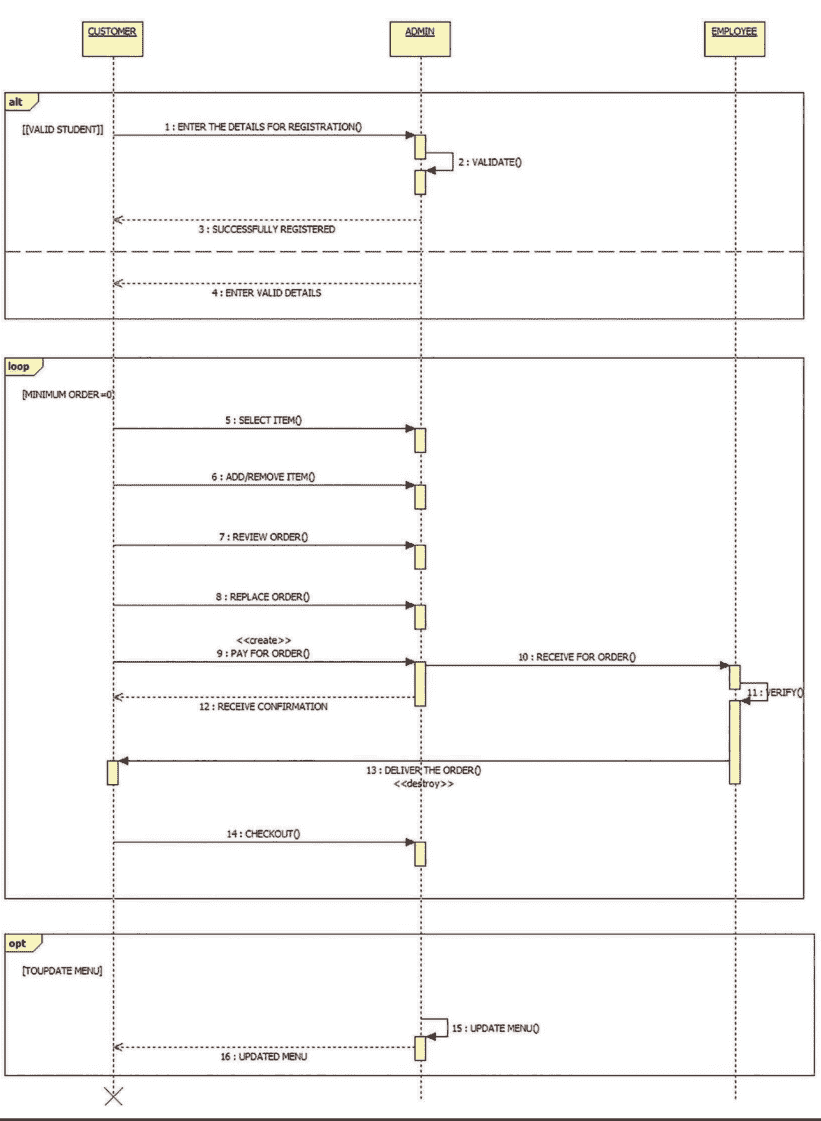 CUSTOMER
ADMIN
EMPLOYEE
alt
[[VALID STUDENT]]
1 : ENTER THE DETAILS FOR REGISTRATION()
2 : VALIDATE()
3 : SUCCESSFULLY REGISTERED
4 : ENTER VALID DETAILS
loop
[MINIMUM ORDER=0]
5 : SELECT ITEM()
6 : ADD/REMOVE ITEM()
7 : REVIEW ORDER()
8 : REPLACE ORDER()
<<create>>
9 : PAY FOR ORDER()
10 : RECEIVE FOR ORDER()
11 : VERIFY()
12 : RECEIVE CONFIRMATION
13 : DELIVER THE ORDER()
<<destroy>>
14 : CHECKOUT()
opt
[TOUPDATE MENU]
15 : UPDATE MENU()
16 : UPDATED MENU